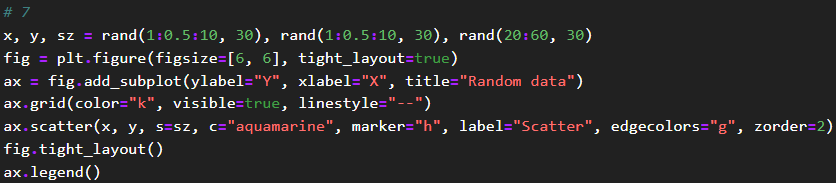 # 7
x, y, sz = rand(1:0.5:10, 30), rand(1:0.5:10, 30), rand(20:60, 30)
fig = plt.figure(figsize=[6, 6], tight_layout=true)
ax = fig.add_subplot(ylabel="Y", xlabel="X", title="Random data")
ax.grid(color="k", visible=true, linestyle="--")
ax.scatter(x, y, s=sz, c="aquamarine", marker="h", label="Scatter", edgecolors="g", zorder=2)
fig.tight_layout()
ax.legend()